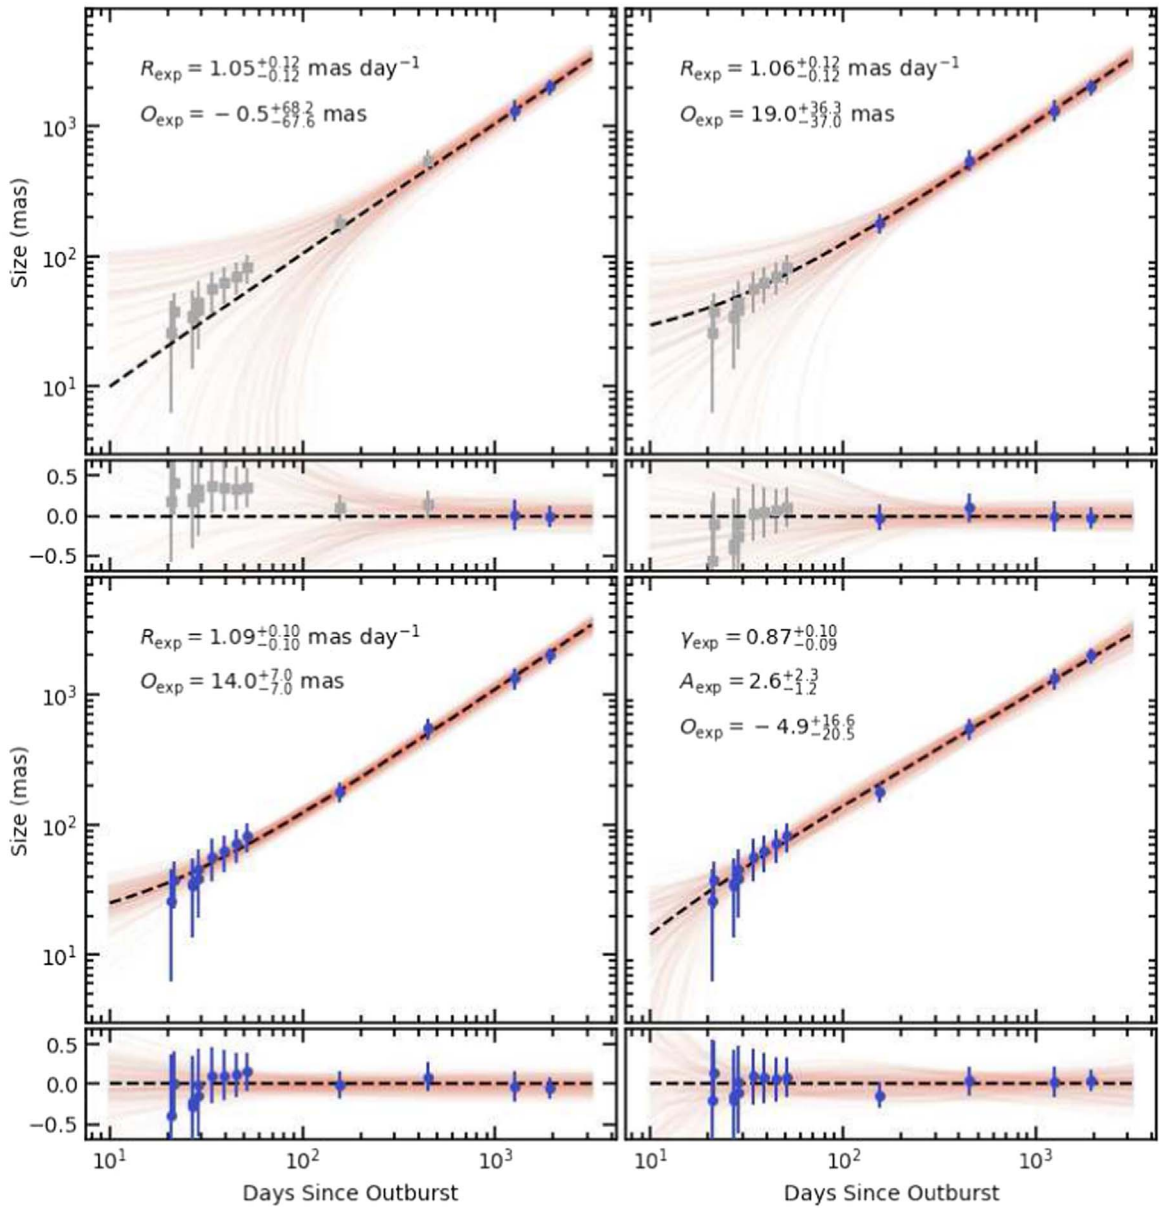 R_exp = 1.05^{+0.12}_{-0.12} mas day^{-1}
O_exp = − 0.5^{+68.2}_{-67.6} mas
R_exp = 1.06^{+0.12}_{-0.12} mas day^{-1}
O_exp = 19.0^{+36.3}_{-37.0} mas
10^3
10^2
10^1
Size (mas)
0.5
0.0
−0.5
R_exp = 1.09^{+0.10}_{-0.10} mas day^{-1}
O_exp = 14.0^{+7.0}_{-7.0} mas
γ_exp = 0.87^{+0.10}_{-0.09}
A_exp = 2.6^{+2.3}_{-1.2}
O_exp = − 4.9^{+16.6}_{-20.5}
10^3
10^2
10^1
Size (mas)
0.5
0.0
−0.5
10^1 10^2 10^3
10^1 10^2 10^3
Days Since Outburst
Days Since Outburst